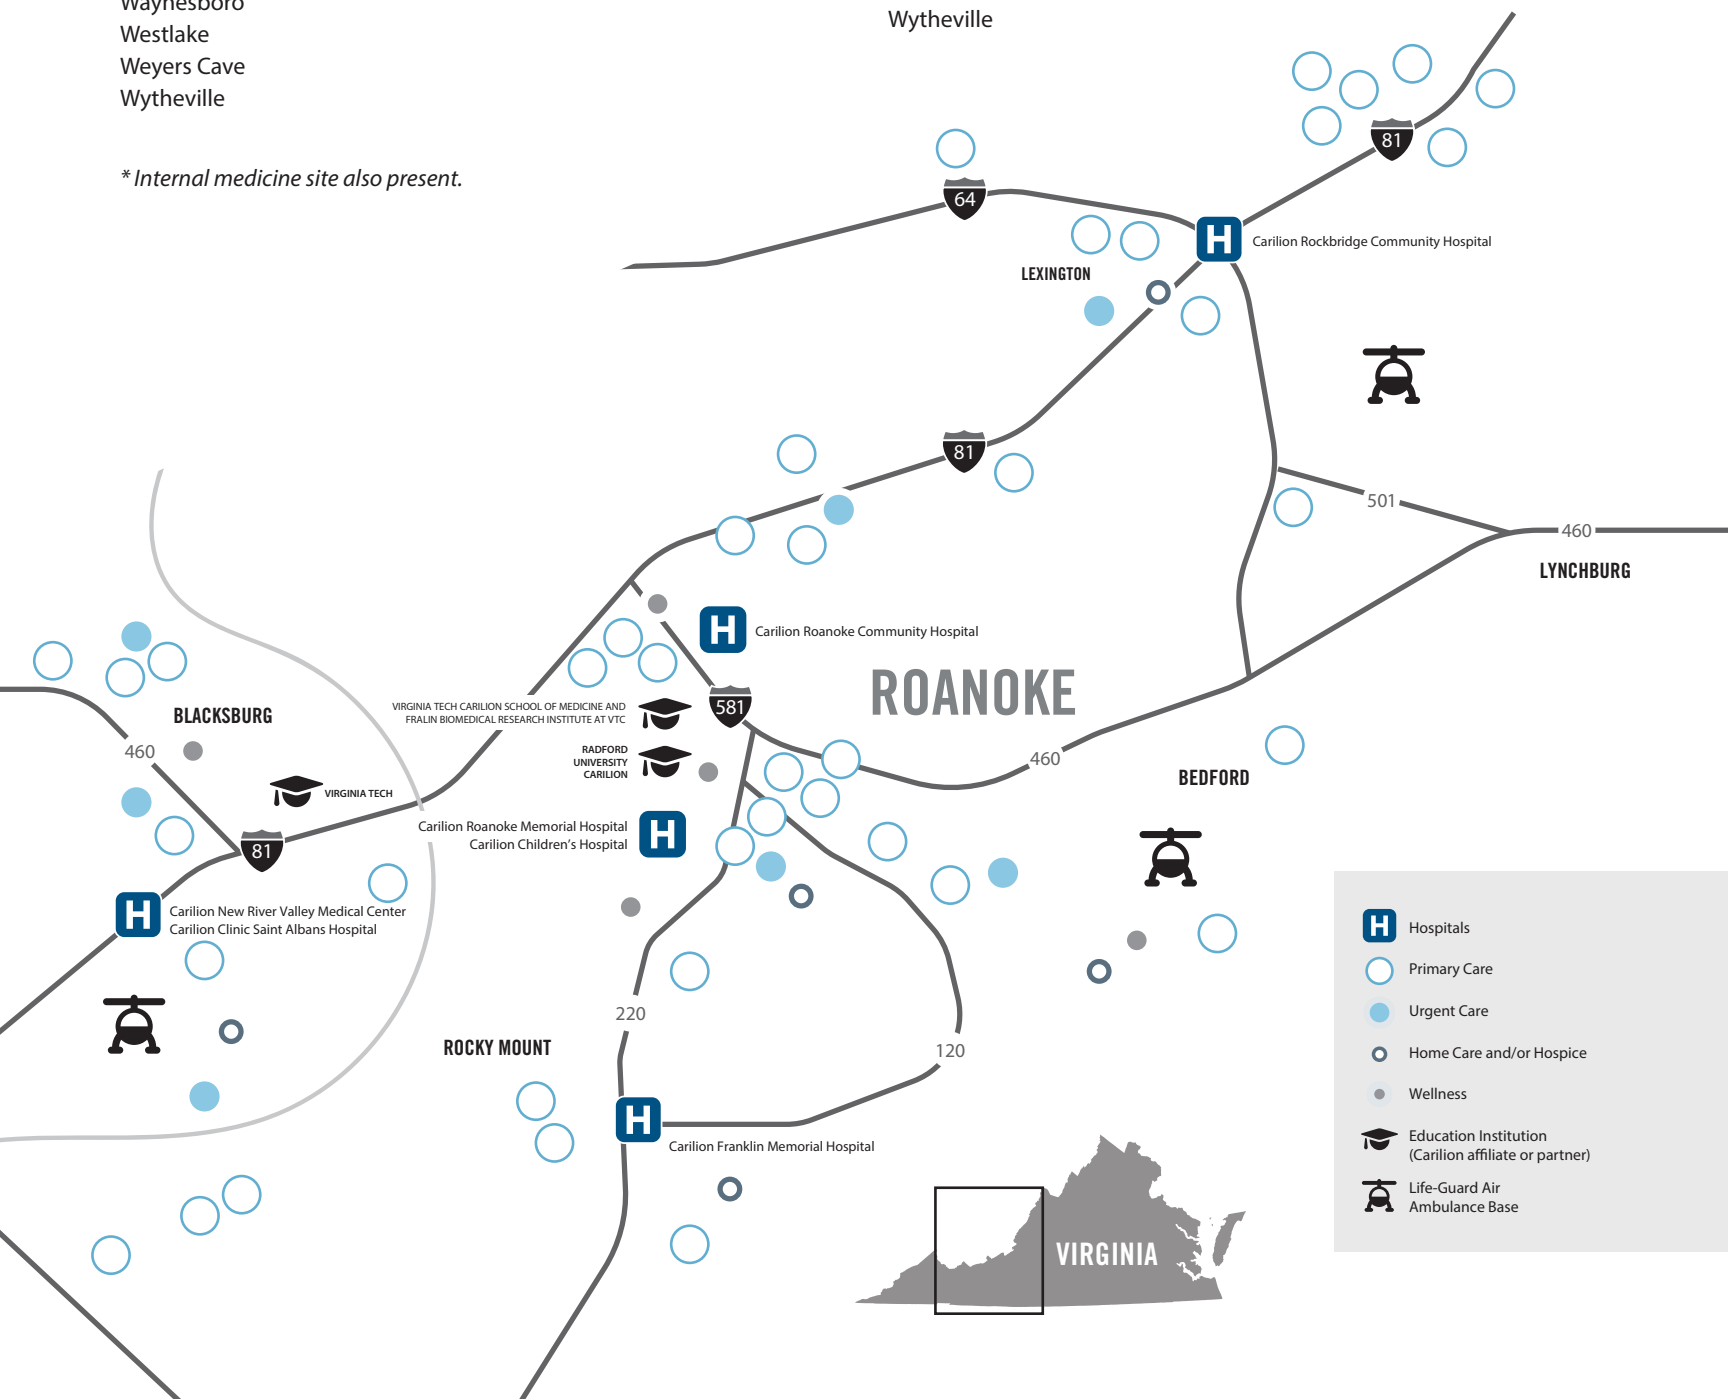 Waynesboro
Westlake
Weyers Cave
Wytheville
* Internal medicine site also present.
Wytheville
81
64
H
Carilion Rockbridge Community Hospital
LEXINGTON
81
501
460
LYNCHBURG
H
Carilion Roanoke Community Hospital
ROANOKE
VIRGINIA TECH CARILION SCHOOL OF MEDICINE AND
FRALIN BIOMEDICAL RESEARCH INSTITUTE AT VTC
581
RADFORD
UNIVERSITY
CARILION
BLACKSBURG
460
460
BEDFORD
VIRGINIA TECH
Carilion Roanoke Memorial Hospital
Carilion Children's Hospital
H
81
H
Carilion New River Valley Medical Center
Carilion Clinic Saint Albans Hospital
220
ROCKY MOUNT
120
H
Carilion Franklin Memorial Hospital
VIRGINIA
H
Hospitals
Primary Care
Urgent Care
Home Care and/or Hospice
Wellness
Education Institution
(Carilion affiliate or partner)
Life-Guard Air
Ambulance Base